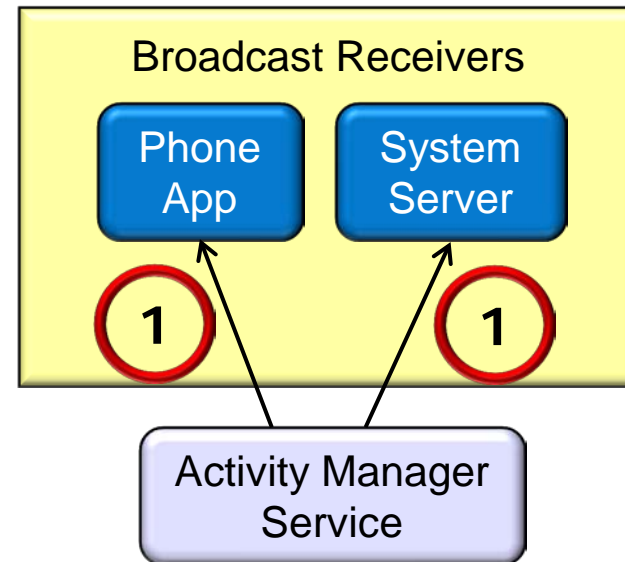 Broadcast Receivers
Phone
App
System
Server
1
1
Activity Manager
Service